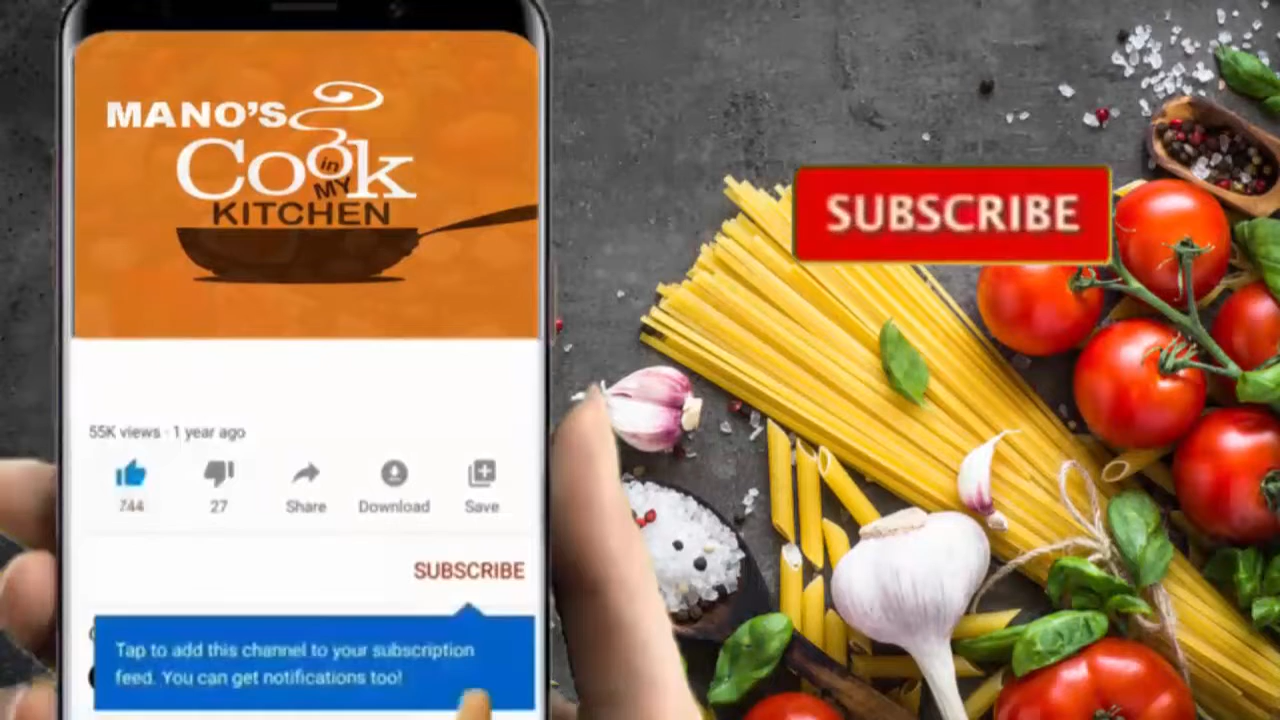 MANO'S
Cook
in
MY
KITCHEN
SUBSCRIBE
55K views · 1 year ago
744
27
Share
Download
Save
SUBSCRIBE
Tap to add this channel to your subscription
feed. You can get notifications too!